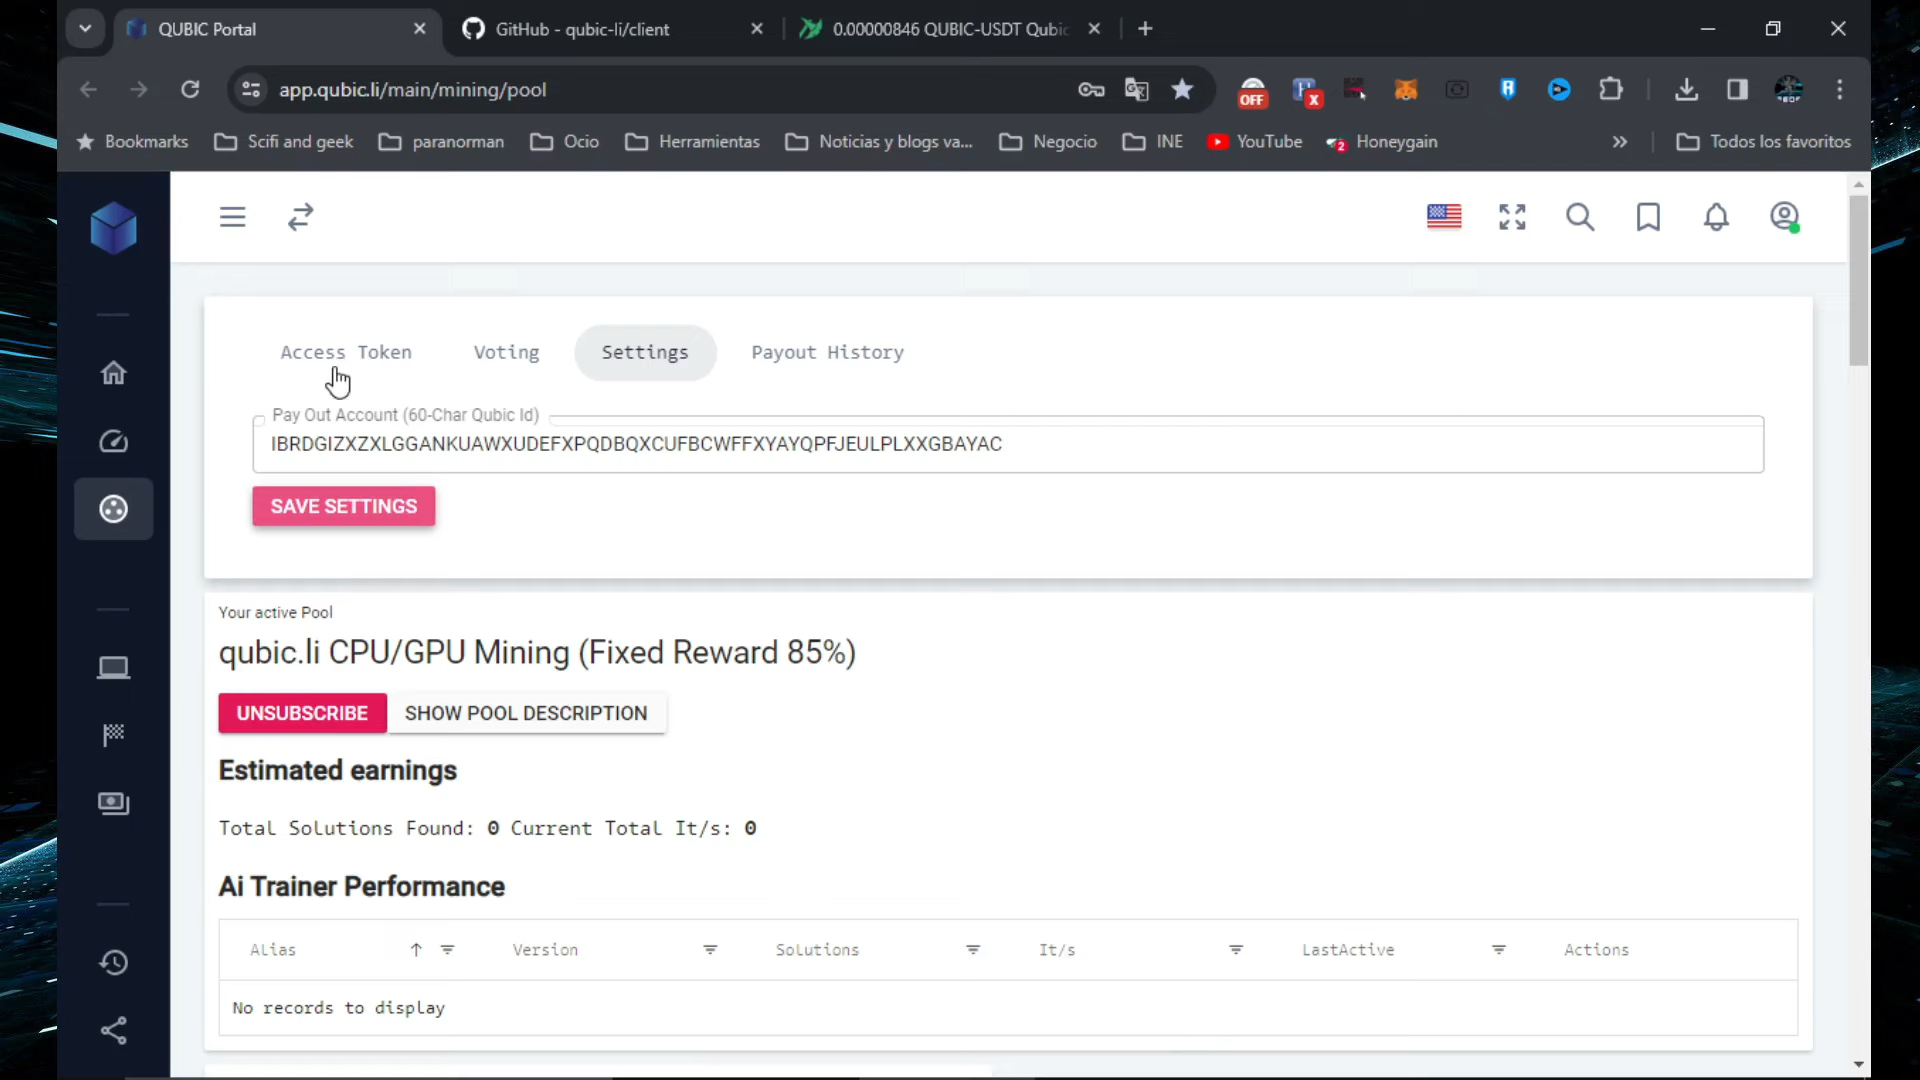 QUBIC Portal
GitHub - qubic-li/client
0.00000846 QUBIC-USDT Qubic
app.qubic.li/main/mining/pool
OFF
Bookmarks
Scifi and geek
paranorman
Ocio
Herramientas
Noticias y blogs va...
Negocio
INE
YouTube
2
Honeygain
Todos los favoritos
Access Token
Voting
Settings
Payout History
Pay Out Account (60-Char Qubic Id)
IBRDGIZXZXLGGANKUAWXUDEFXPQDBQXCUFBCWFFXYAYQPFJEULPLXXGBAYAC
SAVE SETTINGS
Your active Pool
qubic.li CPU/GPU Mining (Fixed Reward 85%)
UNSUBSCRIBE
SHOW POOL DESCRIPTION
Estimated earnings
Total Solutions Found: 0 Current Total It/s: 0
Ai Trainer Performance
Alias
Version
Solutions
It/s
LastActive
Actions
No records to display